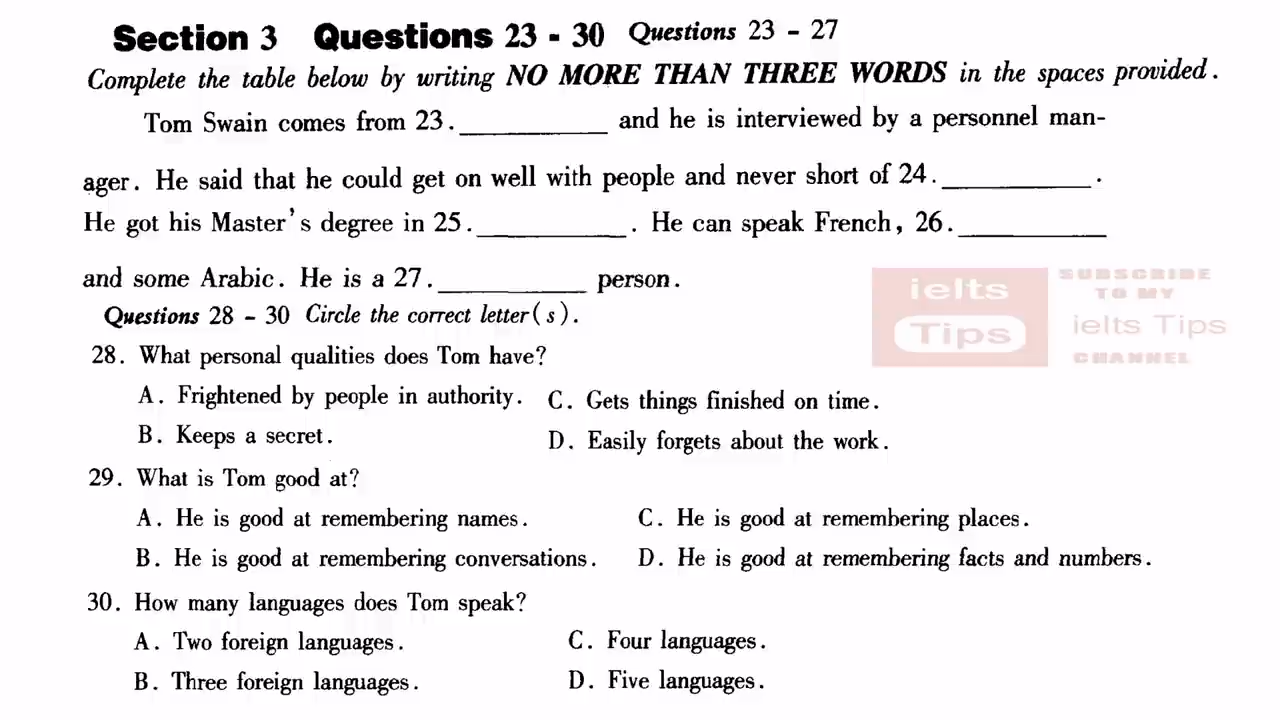 Section 3 Questions 23 - 30 Questions 23 - 27
Complete the table below by writing NO MORE THAN THREE WORDS in the spaces provided.
Tom Swain comes from 23. ___________ and he is interviewed by a personnel man-
ager. He said that he could get on well with people and never short of 24. ___________.
He got his Master's degree in 25. ___________. He can speak French, 26. ___________
and some Arabic. He is a 27. ___________ person.
ielts
Tips
SUBSCRIBE
TO MY
ielts Tips
CHANNEL
Questions 28 - 30 Circle the correct letter(s).
28. What personal qualities does Tom have?
A. Frightened by people in authority. C. Gets things finished on time.
B. Keeps a secret. D. Easily forgets about the work.
29. What is Tom good at?
A. He is good at remembering names. C. He is good at remembering places.
B. He is good at remembering conversations. D. He is good at remembering facts and numbers.
30. How many languages does Tom speak?
A. Two foreign languages. C. Four languages.
B. Three foreign languages. D. Five languages.